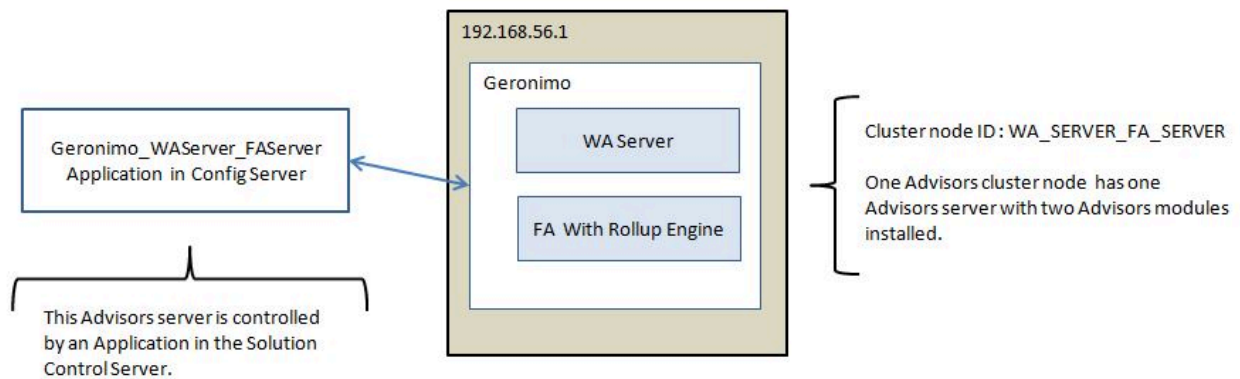 Geronimo_WAServer_FAServer
Application in Config Server
This Advisors server is controlled
by an Application in the Solution
Control Server.
192.168.56.1
Geronimo
WA Server
FA With Rollup Engine
Cluster node ID : WA_SERVER_FA_SERVER
One Advisors cluster node has one
Advisors server with two Advisors modules
installed.